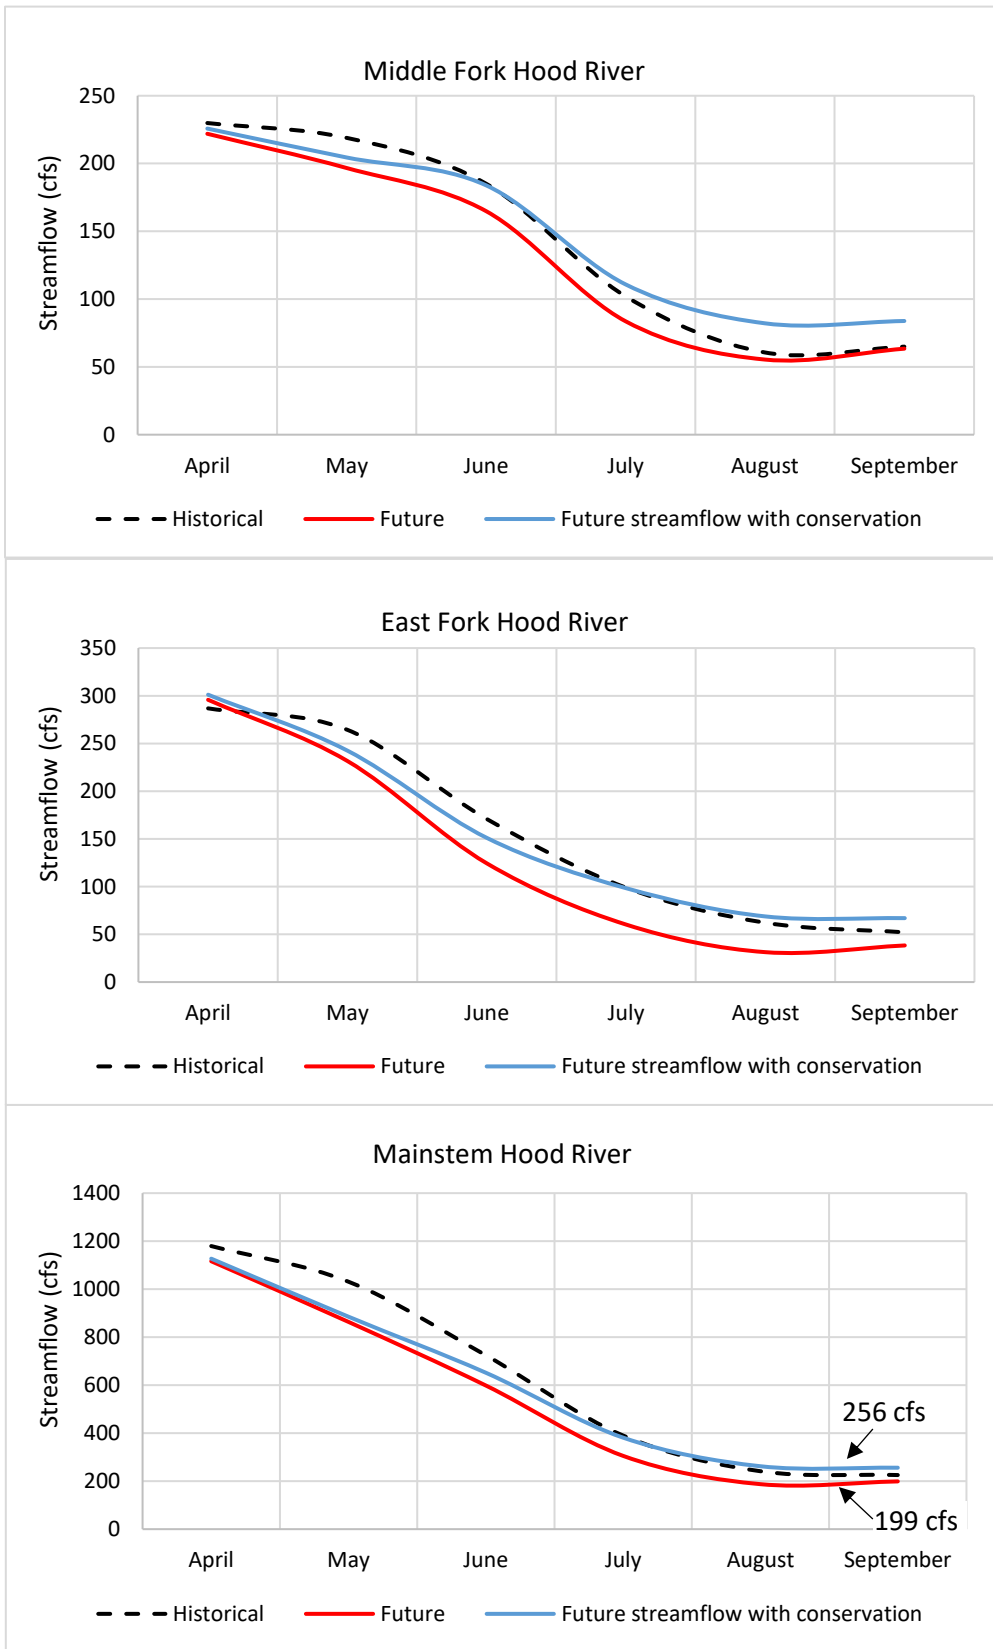 Middle Fork Hood River
Streamflow (cfs)
250
200
150
100
50
0
April May June July August September
Historical Future Future streamflow with conservation
East Fork Hood River
Streamflow (cfs)
350
300
250
200
150
100
50
0
April May June July August September
Historical Future Future streamflow with conservation
Mainstem Hood River
Streamflow (cfs)
1400
1200
1000
800
600
400
200
0
256 cfs
199 cfs
April May June July August September
Historical Future Future streamflow with conservation